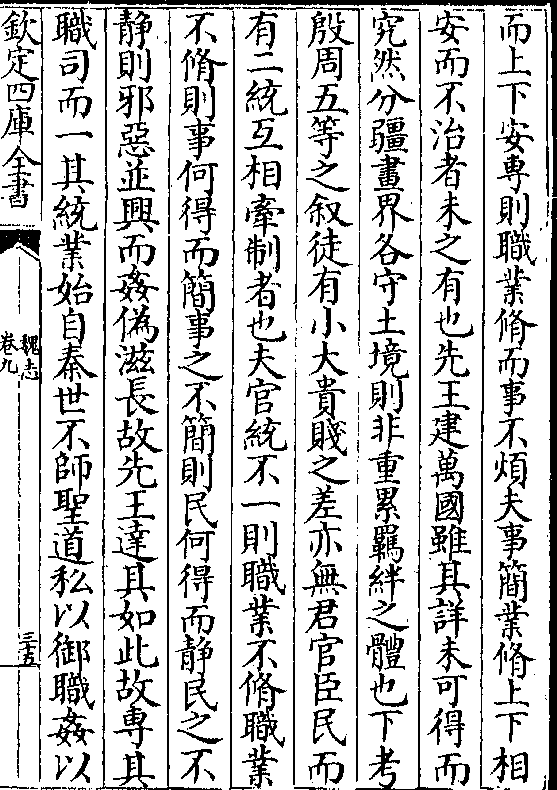 而上下安專則職業脩而事不煩夫事簡業脩上下相
安而不治者未之有也先王建萬國雖其詳未可得而
究然分疆畫界各守土境則非重累羈絆之體也下考
殷周五等之叙徒有小大貴賤之差亦無君官臣民而
有二統互相牽制者也夫官統不一則職業不脩職業
不脩則事何得而簡事之不簡則民何得而靜民之不
靜則邪惡並興而姦偽滋長故先王達其如此故專其
職司而一其統業始自秦世不師聖道私以御職姦以
欽定四庫全書
魏志
卷九
三十五